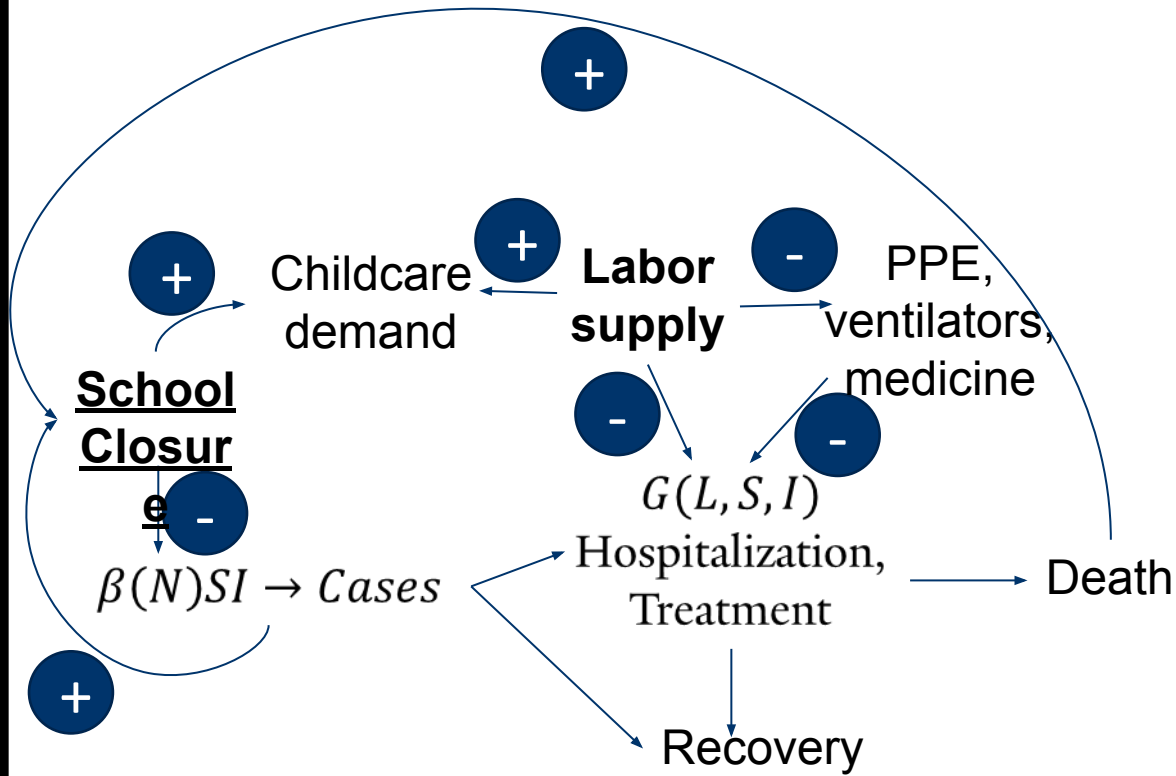 +
+
Childcare
demand
+
Labor
supply
-
PPE,
ventilators,
medicine
School
Closur
e
-
-
-
G(L, S, I)
Hospitalization,
Treatment
β(N)SI → Cases
Death
+
Recovery